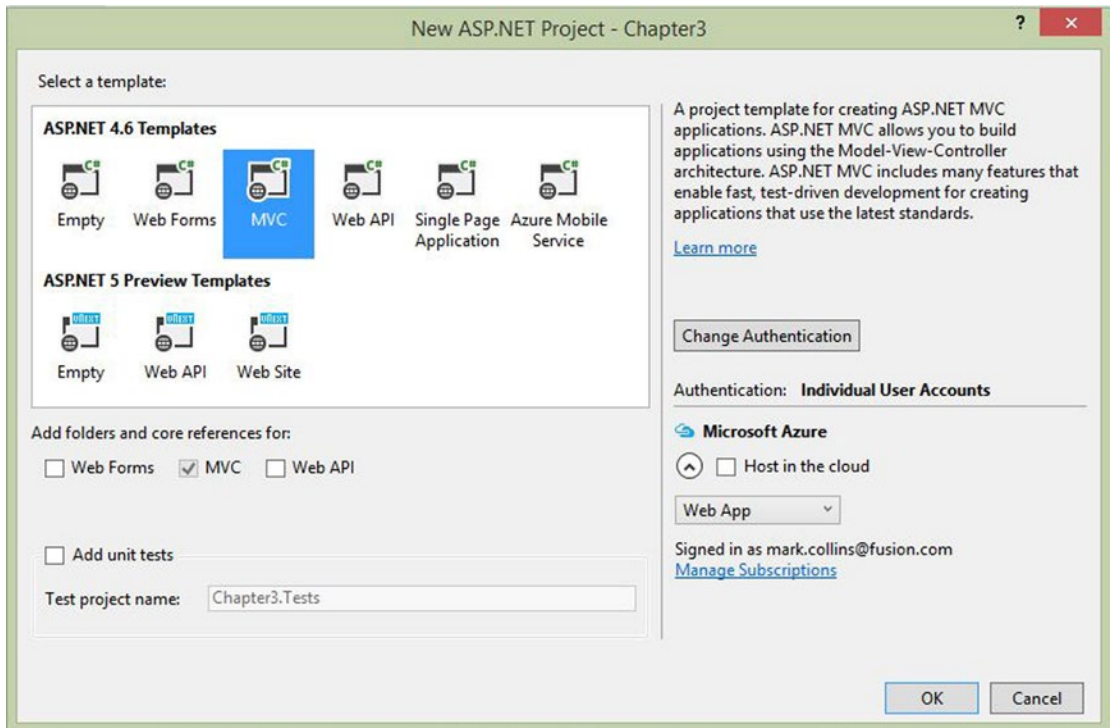 New ASP.NET Project - Chapter3
?
Select a template:
ASP.NET 4.6 Templates
C# C# C# C# C# C#
Empty Web Forms MVC Web API Single Page Application Azure Mobile Service
ASP.NET 5 Preview Templates
Empty Web API Web Site
Add folders and core references for:
Web Forms MVC Web API
Add unit tests
Test project name: Chapter3.Tests
A project template for creating ASP.NET MVC
applications. ASP.NET MVC allows you to build
applications using the Model-View-Controller
architecture. ASP.NET MVC includes many features that
enable fast, test-driven development for creating
applications that use the latest standards.
Learn more
Change Authentication
Authentication: Individual User Accounts
Microsoft Azure
Host in the cloud
Web App
Signed in as mark.collins@fusion.com
Manage Subscriptions
OK Cancel